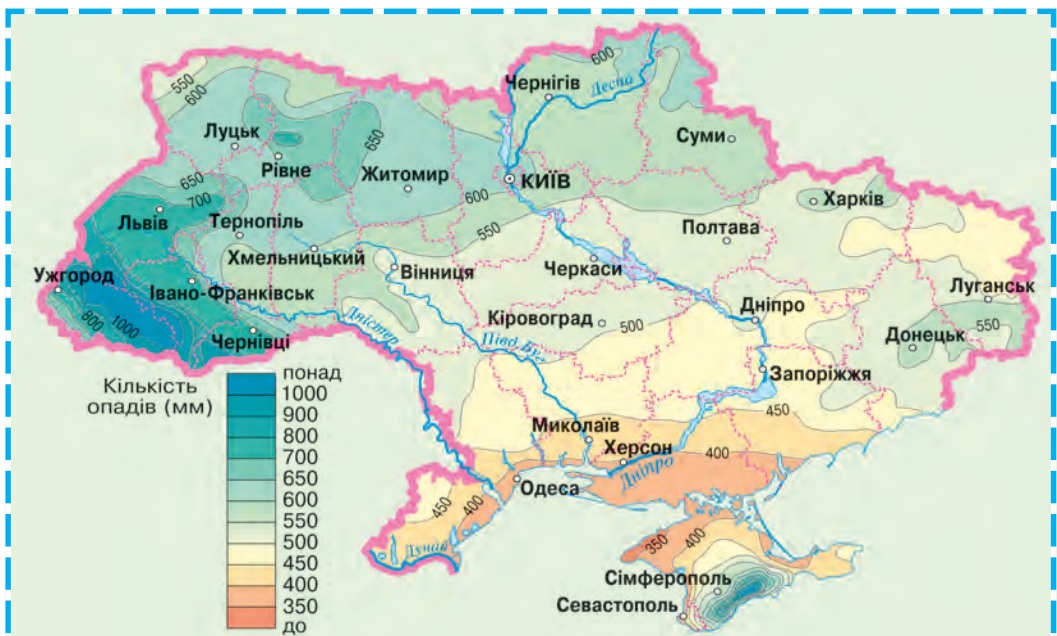 550
600
600
Чернігів
Десна
Луцьк
650
Суми
Рівне
Житомир
КИЇВ
650
700
600
Харків
Львів
Тернопіль
550
Полтава
Хмельницький
Вінниця
Черкаси
Ужгород
Івано-Франківськ
Луганськ
800
1000
Дністер
Кіровоград
500
Дніпро
550
Донецьк
Чернівці
Півд. Буг
Запоріжжя
450
Миколаїв
Херсон
400
Дніпро
Одеса
450
400
Дунай
350
400
Сімферополь
Севастополь
Кількість
опадів (мм)
понад
1000
900
800
700
650
600
550
500
450
400
350
до